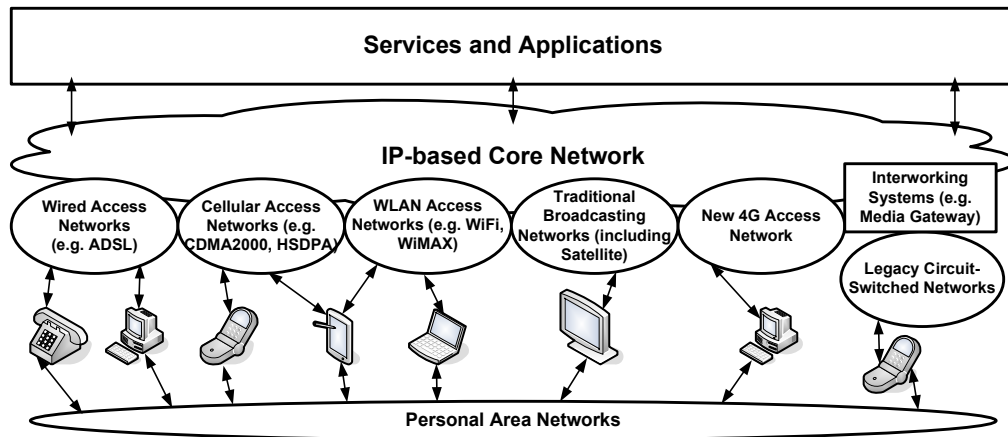 Services and Applications
IP-based Core Network
Wired Access
Networks
(e.g. ADSL)
Cellular Access
Networks (e.g.
CDMA2000, HSDPA)
WLAN Access
Networks (e.g. WiFi,
WiMAX)
Traditional
Broadcasting
Networks (including
Satellite)
New 4G Access
Network
Interworking
Systems (e.g.
Media Gateway)
Legacy Circuit-
Switched Networks
Personal Area Networks